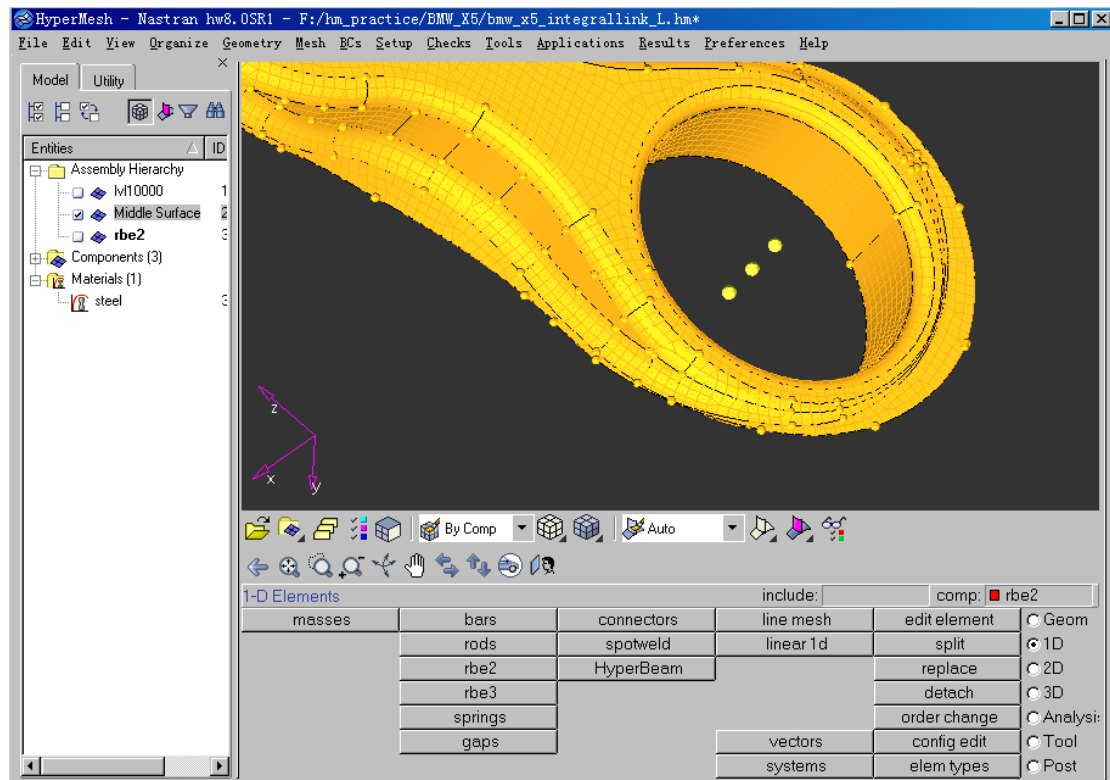 HyperMesh - Nastran hw8.0SR1 - F:/hm_practice/BMW_X5/bmw_x5_integrallink_L.hm*
File Edit View Organize Geometry Mesh BCs Setup Checks Tools Applications Results Preferences Help
Model Utility
Entities ID
Assembly Hierarchy
lvl10000 1
Middle Surface 2
rbe2 3
Components (3)
Materials (1)
steel 3
z
x
y
By Comp Auto
1-D Elements include: comp: rbe2
masses bars connectors line mesh edit element Geom
rods spotweld linear 1d split 1D
rbe2 HyperBeam replace 2D
rbe3 detach 3D
springs order change Analysis
gaps vectors config edit Tool
systems elem types Post